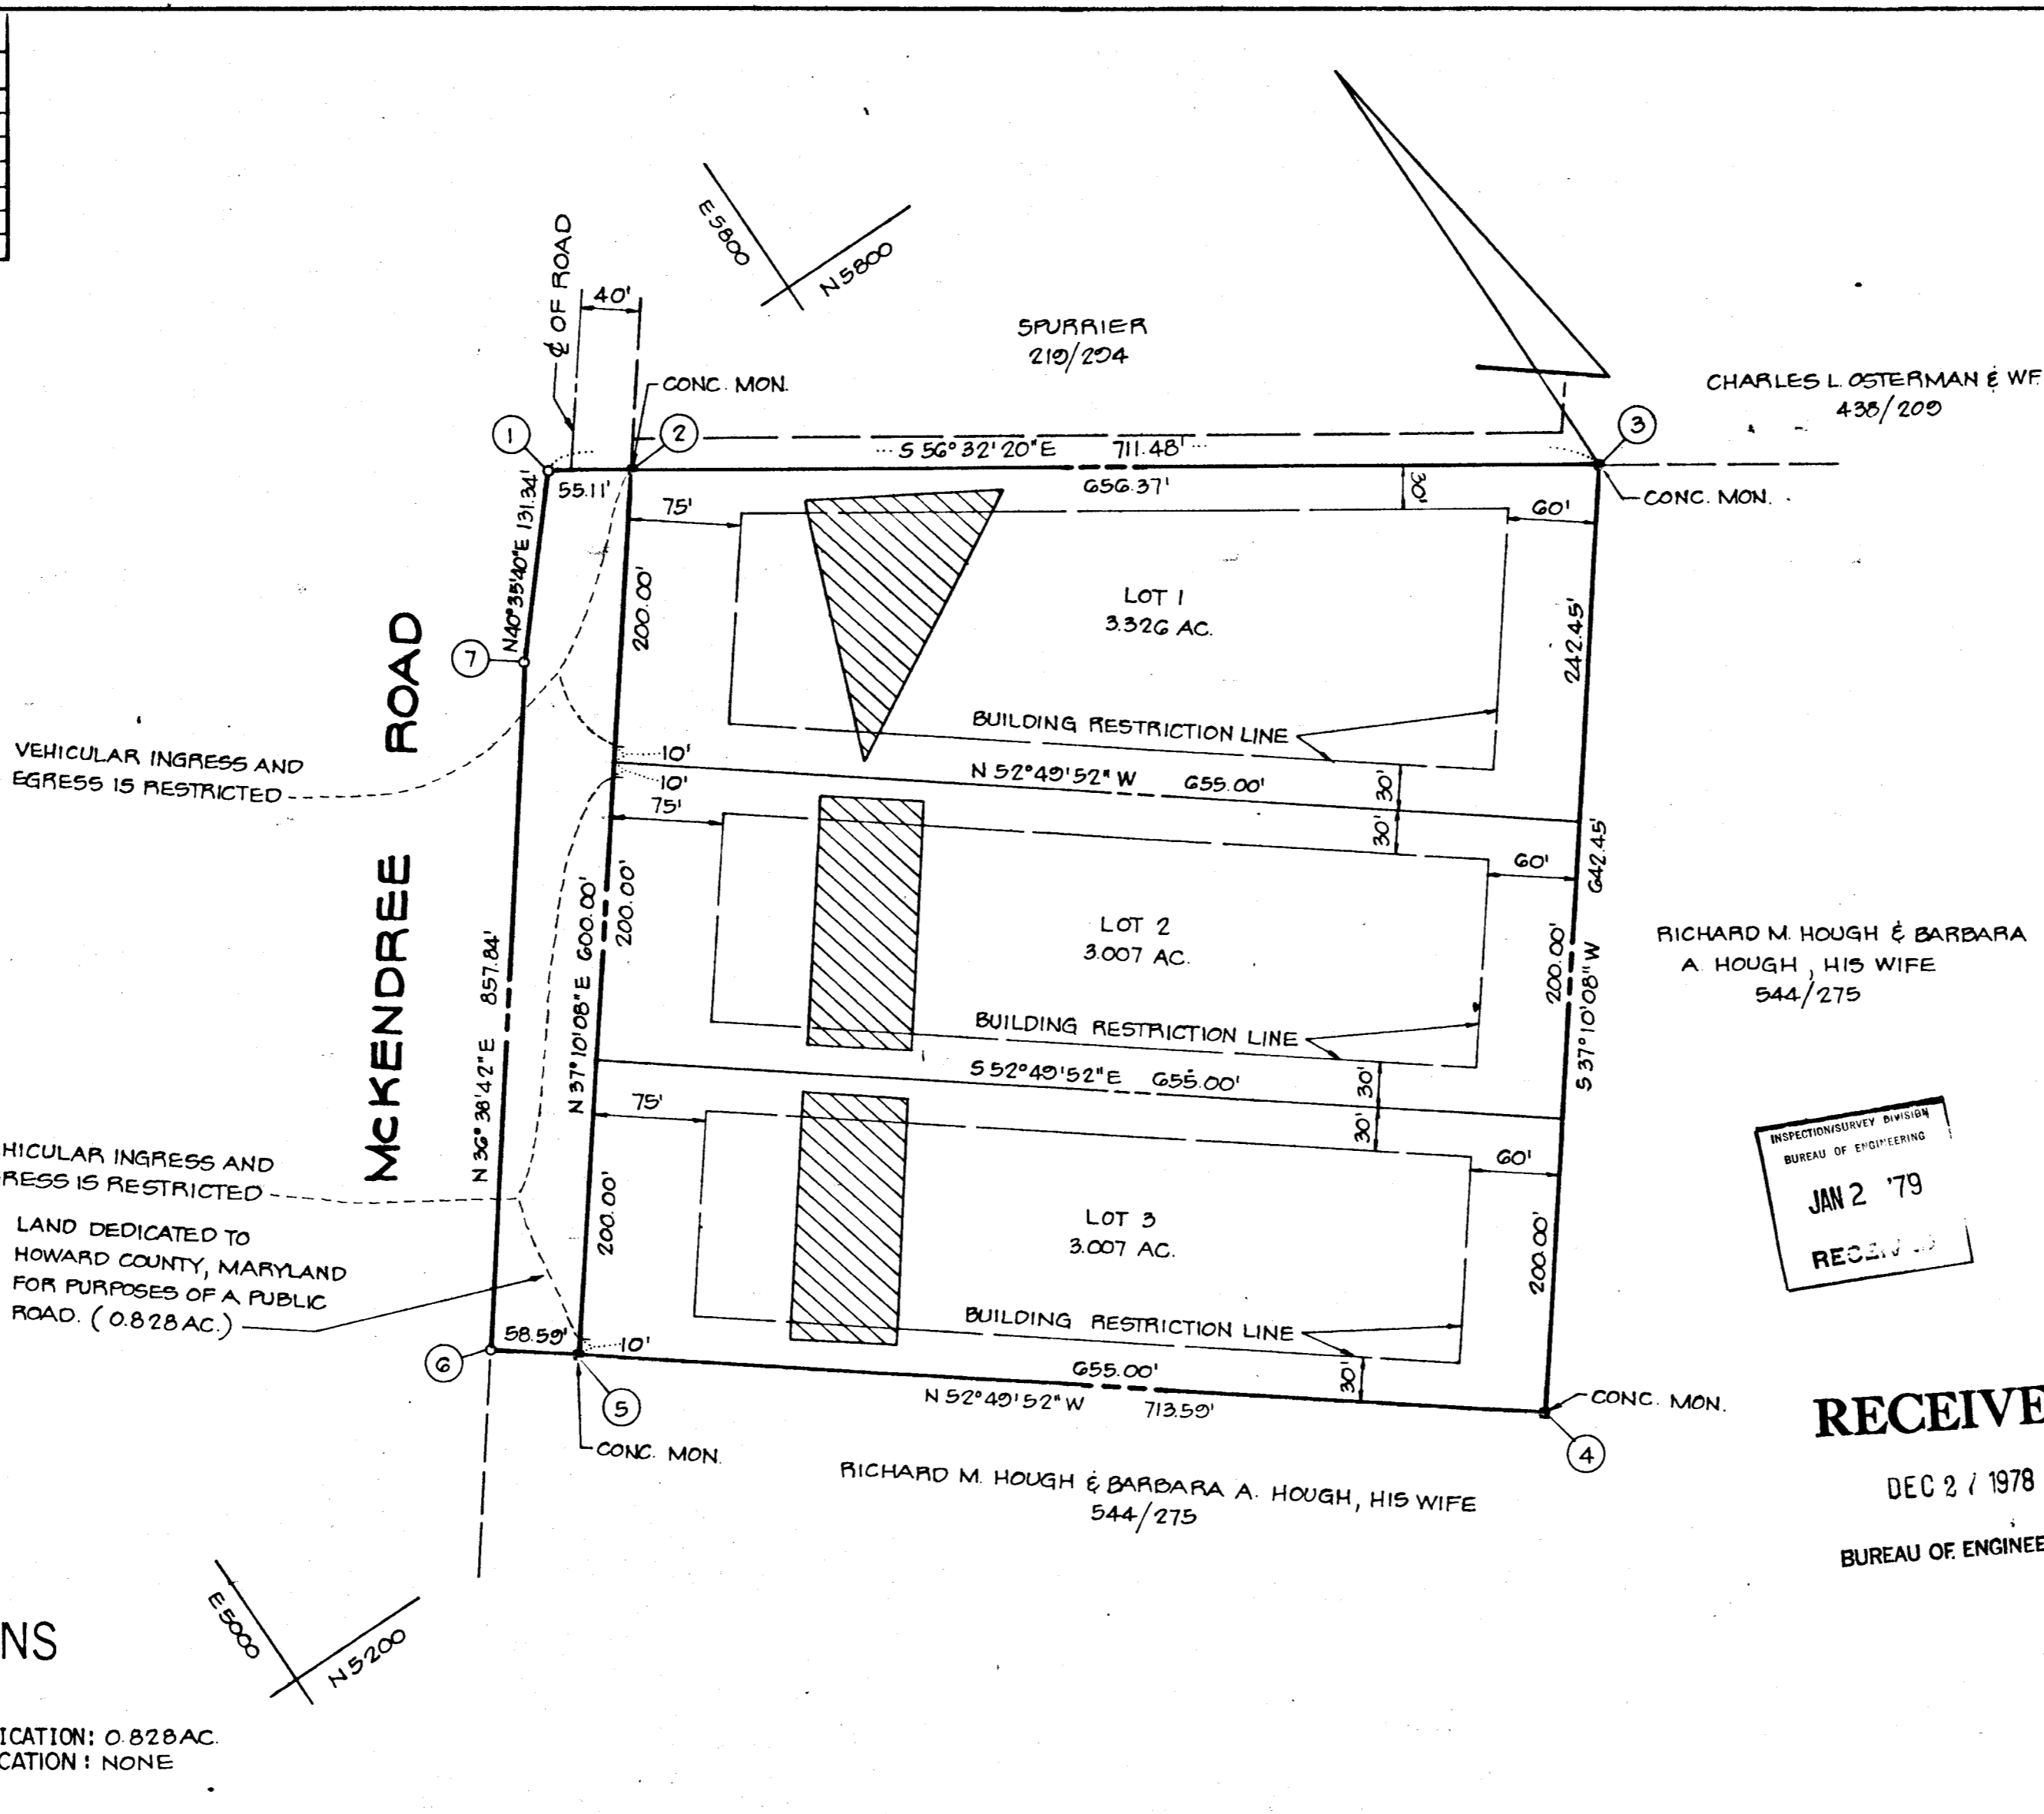 E5800
N5800
₵ OF ROAD
40'
SPURRIER
219/294
CONC. MON.
CHARLES L. OSTERMAN & WF.
438/209
1
2
3
S 56° 32' 20" E 711.48'
55.11'
656.37'
30'
CONC. MON.
75'
60'
N40°35'40"E 131.34'
200.00'
LOT 1
3.326 AC.
242.45'
7
McKENDREE ROAD
BUILDING RESTRICTION LINE
VEHICULAR INGRESS AND
EGRESS IS RESTRICTED
10'
10'
N 52°49'52" W 655.00'
30'
30'
75'
60'
642.45'
S 37°10'08" W
N 36° 38' 42" E 857.84'
N 37°10'08" E 600.00'
200.00'
LOT 2
3.007 AC.
200.00'
RICHARD M. HOUGH & BARBARA
A. HOUGH, HIS WIFE
544/275
BUILDING RESTRICTION LINE
S 52°49'52" E 655.00'
30'
30'
75'
60'
INSPECTION/SURVEY DIVISION
BUREAU OF ENGINEERING
JAN 2 '79
RECEIVED
HICULAR INGRESS AND
RESS IS RESTRICTED
LAND DEDICATED TO
HOWARD COUNTY, MARYLAND
FOR PURPOSES OF A PUBLIC
ROAD. (0.828 AC.)
200.00'
LOT 3
3.007 AC.
200.00'
BUILDING RESTRICTION LINE
58.59'
10'
6
655.00'
30'
N 52°49'52" W 713.59'
5
CONC. MON.
CONC. MON.
4
RICHARD M. HOUGH & BARBARA A. HOUGH, HIS WIFE
544/275
RECEIVE
DEC 27 1978
BUREAU OF ENGINEE
E5000
N5200
NS
ICATION: 0.828 AC.
CATION: NONE